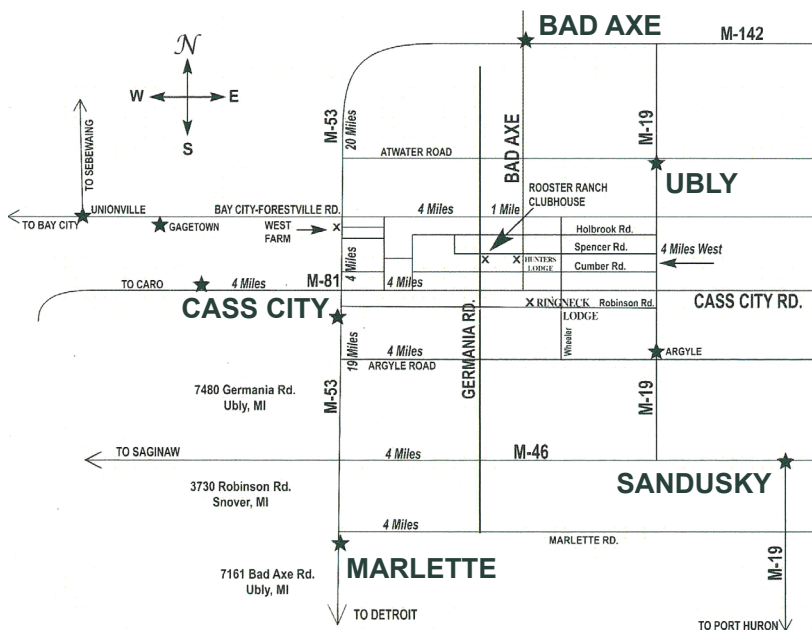 BAD AXE
M-142
N
W
E
S
TO SEBEWAING
M-53
20 Miles
BAD AXE
M-19
ATWATER ROAD
UBLY
ROOSTER RANCH
CLUBHOUSE
UNIONVILLE
BAY CITY-FORESTVILLE RD.
4 Miles
1 Mile
TO BAY CITY
GAGETOWN
WEST
FARM
X
Holbrook Rd.
Spencer Rd.
4 Miles West
X
X
HUNTERS
LODGE
Cumber Rd.
4 Miles
TO CARO
4 Miles
M-81
4 Miles
CASS CITY RD.
CASS CITY
X RINGNECK
LODGE
Robinson Rd.
GERMANIA RD.
Wheeler
19 Miles
4 Miles
ARGYLE ROAD
ARGYLE
M-53
M-19
7480 Germania Rd.
Ubly, MI
TO SAGINAW
4 Miles
M-46
SANDUSKY
3730 Robinson Rd.
Snover, MI
4 Miles
MARLETTE RD.
MARLETTE
M-19
7161 Bad Axe Rd.
Ubly, MI
TO DETROIT
TO PORT HURON